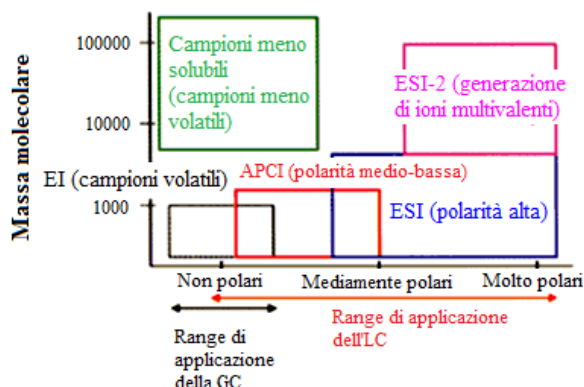 Massa molecolare
100000
10000
1000
Campioni meno
solubili
(campioni meno
volatili)
ESI-2 (generazione
di ioni multivalenti)
EI (campioni volatili)
APCI (polarità medio-bassa)
ESI (polarità alta)
Non polari
Mediamente polari
Molto polari
Range di
applicazione
della GC
Range di applicazione
dell'LC